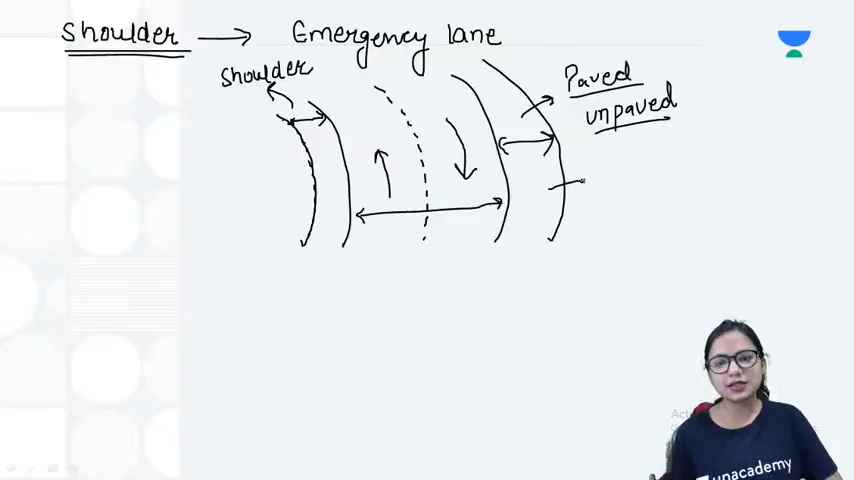 Shoulder → Emergency lane
Shoulder
Paved
unpaved
unacademy